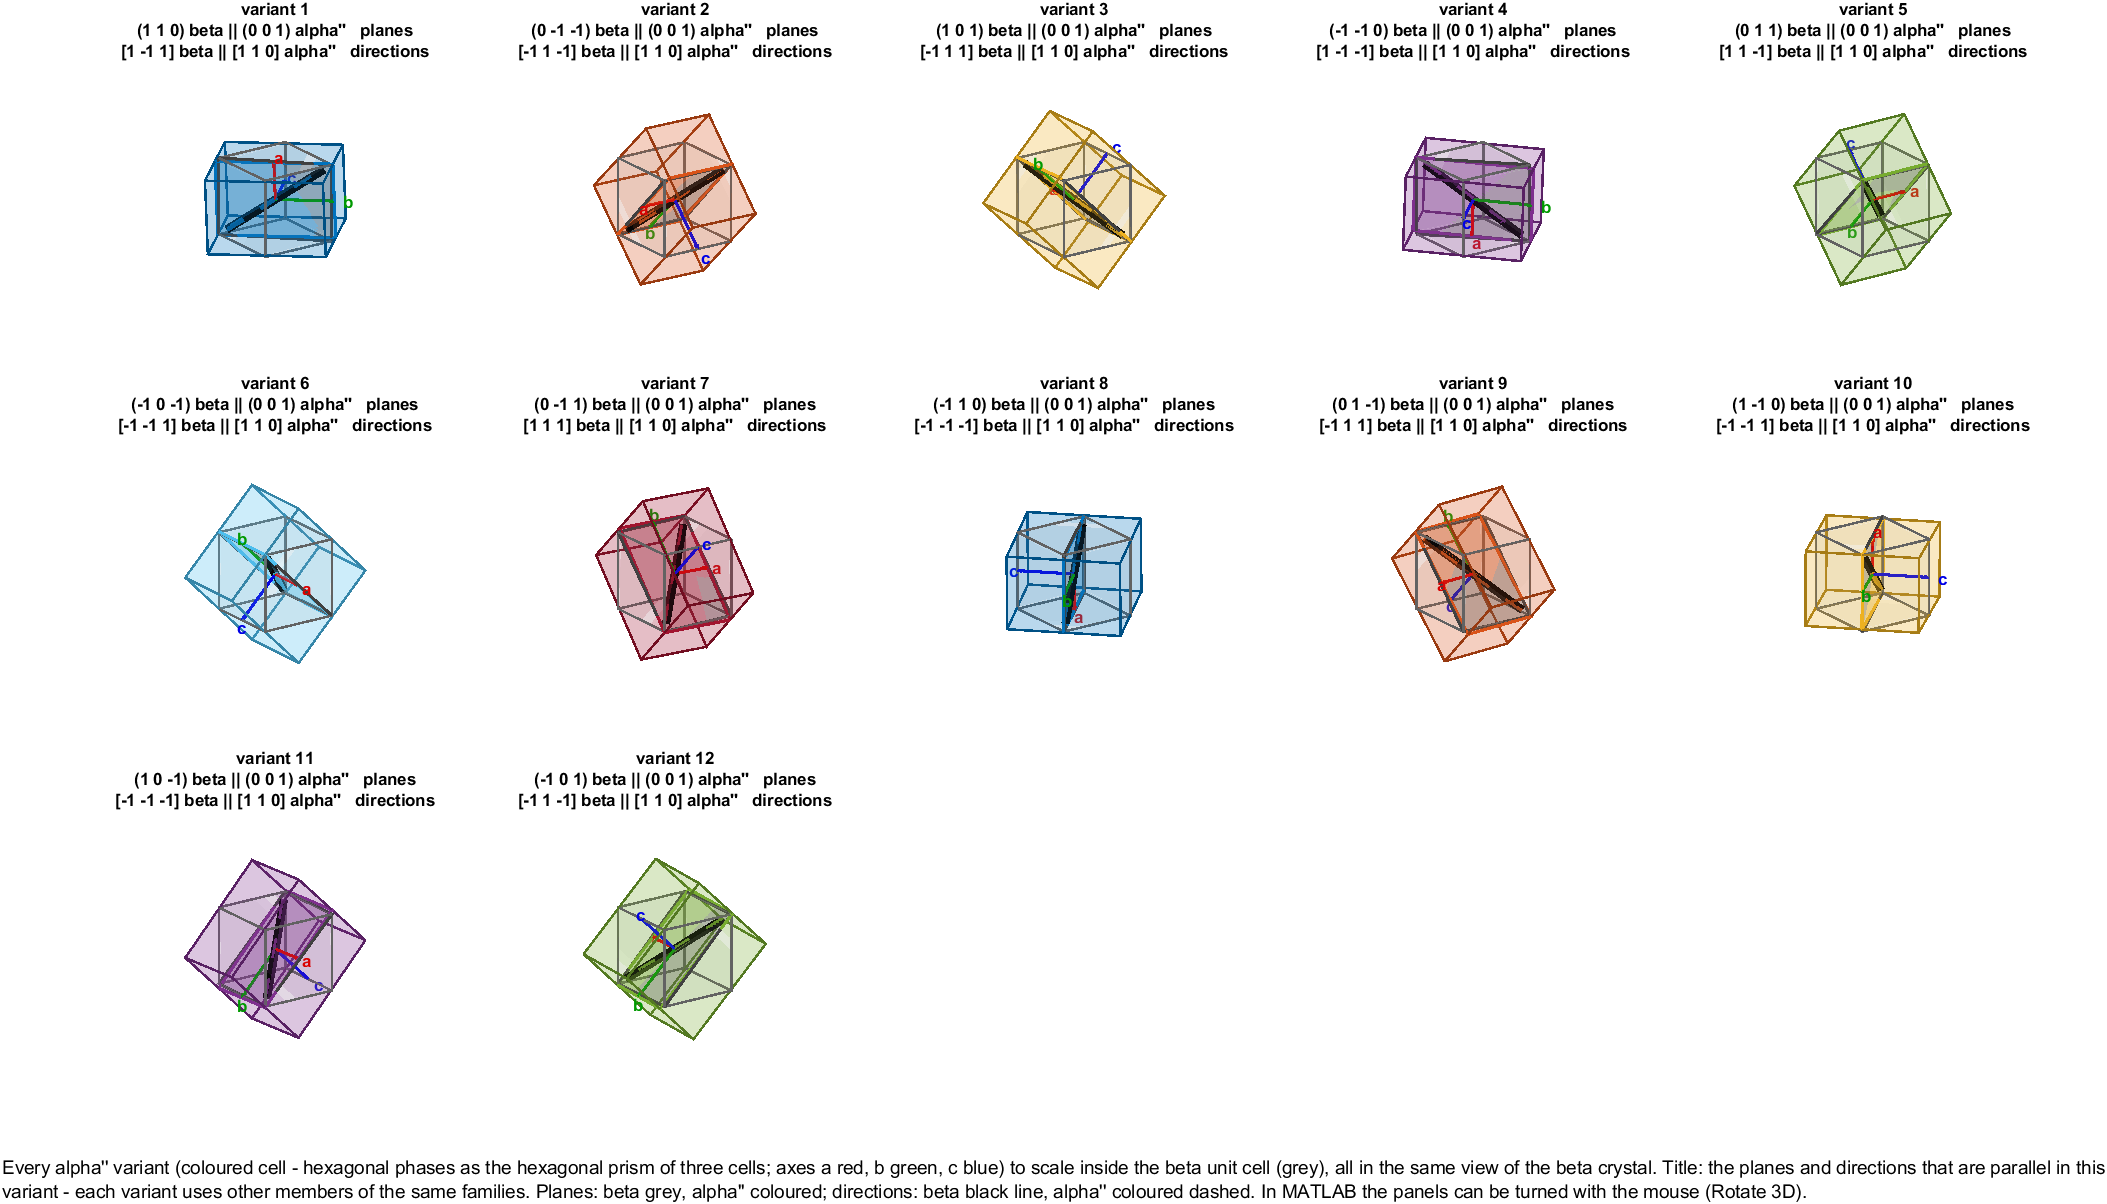 variant 1
(1 1 0) beta || (0 0 1) alpha'' planes
[1 -1 1] beta || [1 1 0] alpha'' directions
variant 2
(0 -1 -1) beta || (0 0 1) alpha'' planes
[-1 1 -1] beta || [1 1 0] alpha'' directions
variant 3
(1 0 1) beta || (0 0 1) alpha'' planes
[-1 1 1] beta || [1 1 0] alpha'' directions
variant 4
(-1 -1 0) beta || (0 0 1) alpha'' planes
[1 -1 -1] beta || [1 1 0] alpha'' directions
variant 5
(0 1 1) beta || (0 0 1) alpha'' planes
[1 1 -1] beta || [1 1 0] alpha'' directions
a
c
b
a
b
c
b
a
c
a
c
b
c
a
b
variant 6
(-1 0 -1) beta || (0 0 1) alpha'' planes
[-1 -1 1] beta || [1 1 0] alpha'' directions
variant 7
(0 -1 1) beta || (0 0 1) alpha'' planes
[1 1 1] beta || [1 1 0] alpha'' directions
variant 8
(-1 1 0) beta || (0 0 1) alpha'' planes
[-1 -1 -1] beta || [1 1 0] alpha'' directions
variant 9
(0 1 -1) beta || (0 0 1) alpha'' planes
[-1 1 1] beta || [1 1 0] alpha'' directions
variant 10
(1 -1 0) beta || (0 0 1) alpha'' planes
[-1 -1 1] beta || [1 1 0] alpha'' directions
b
a
c
b
c
a
c
b
a
b
a
c
a
c
b
variant 11
(1 0 -1) beta || (0 0 1) alpha'' planes
[-1 -1 -1] beta || [1 1 0] alpha'' directions
variant 12
(-1 0 1) beta || (0 0 1) alpha'' planes
[-1 1 -1] beta || [1 1 0] alpha'' directions
a
c
b
c
a
b
Every alpha'' variant (coloured cell - hexagonal phases as the hexagonal prism of three cells; axes a red, b green, c blue) to scale inside the beta unit cell (grey), all in the same view of the beta crystal. Title: the planes and directions that are parallel in this
variant - each variant uses other members of the same families. Planes: beta grey, alpha'' coloured; directions: beta black line, alpha'' coloured dashed. In MATLAB the panels can be turned with the mouse (Rotate 3D).